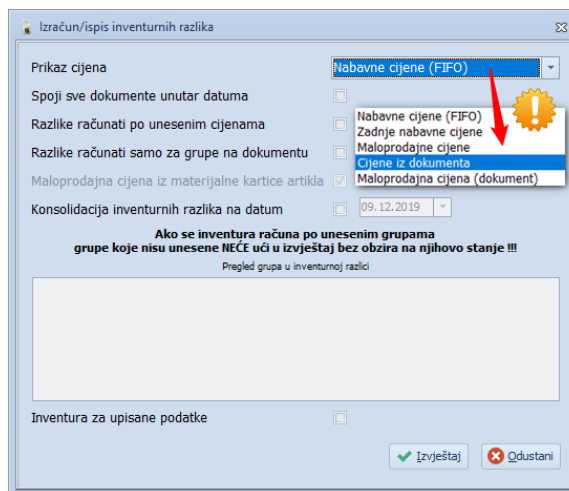 Izračun/ispis inventurnih razlika
Prikaz cijena
Nabavne cijene (FIFO)
Spoji sve dokumente unutar datuma
Razlike računati po unesenim cijenama
Razlike računati samo za grupe na dokumentu
Nabavne cijene (FIFO)
Zadnje nabavne cijene
Maloprodajne cijene
Cijene iz dokumenta
Maloprodajna cijena (dokument)
Maloprodajna cijena iz materijalne kartice artikla
Konsolidacija inventurnih razlika na datum
09.12.2019
Ako se inventura računa po unesenim grupama
grupe koje nisu unesene NEĆE ući u izvještaj bez obzira na njihovo stanje !!!
Pregled grupa u inventurnoj razlici
Inventura za upisane podatke
Izvještaj
Odustani